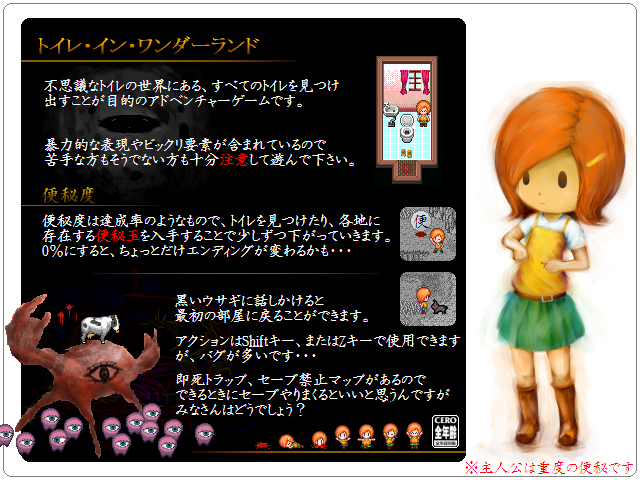 トイレ・イン・ワンダーランド
不思議なトイレの世界にある、すべてのトイレを見つけ
出すことが目的のアドベンチャーゲームです。
暴力的な表現やビックリ要素が含まれているので
苦手な方もそうでない方も十分注意して遊んで下さい。
便秘度
便秘度は達成率のようなもので、トイレを見つけたり、各地に
存在する便秘玉を入手することで少しずつ下がっていきます。
0%にすると、ちょっとだけエンディングが変わるかも・・・
便
黒いウサギに話しかけると
最初の部屋に戻ることができます。
アクションはShiftキー、またはZキーで使用できます
が、バグが多いです・・・
即死トラップ、セーブ禁止マップがあるので
できるときにセーブやりまくるといいと思うんですが
みなさんはどうでしょう？
CERO
全年齢
※主人公は重度の便秘です